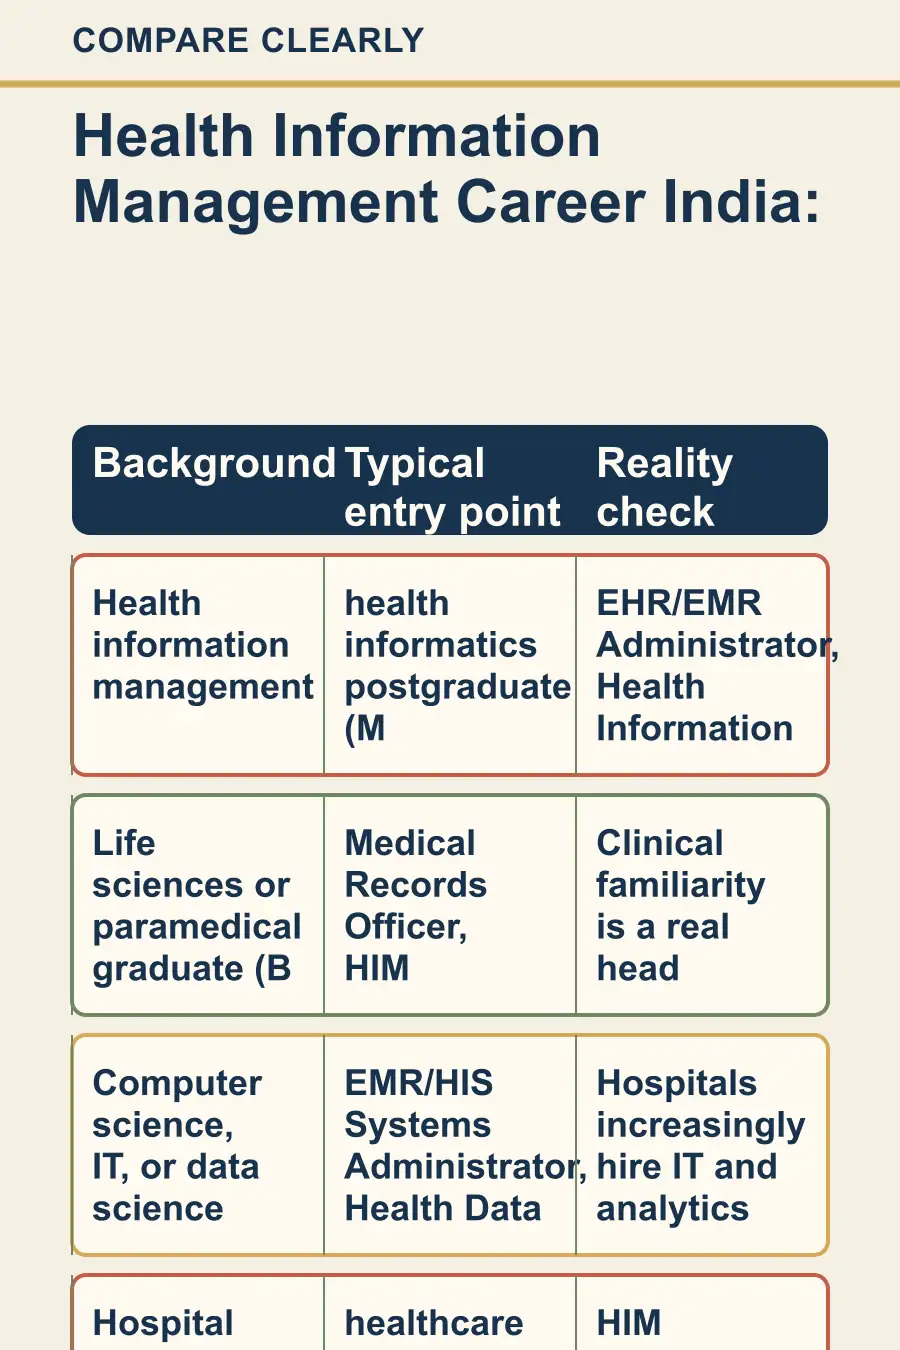 COMPARE CLEARLY
Health Information
Management Career India:
Background
Typical
entry point
Reality
check
Health
information
management
health
informatics
postgraduate
(M
EHR/EMR
Administrator,
Health
Information
Life
sciences or
paramedical
graduate (B
Medical
Records
Officer,
HIM
Clinical
familiarity
is a real
head
Computer
science,
IT, or data
science
EMR/HIS
Systems
Administrator,
Health Data
Hospitals
increasingly
hire IT and
analytics
Hospital
healthcare
HIM